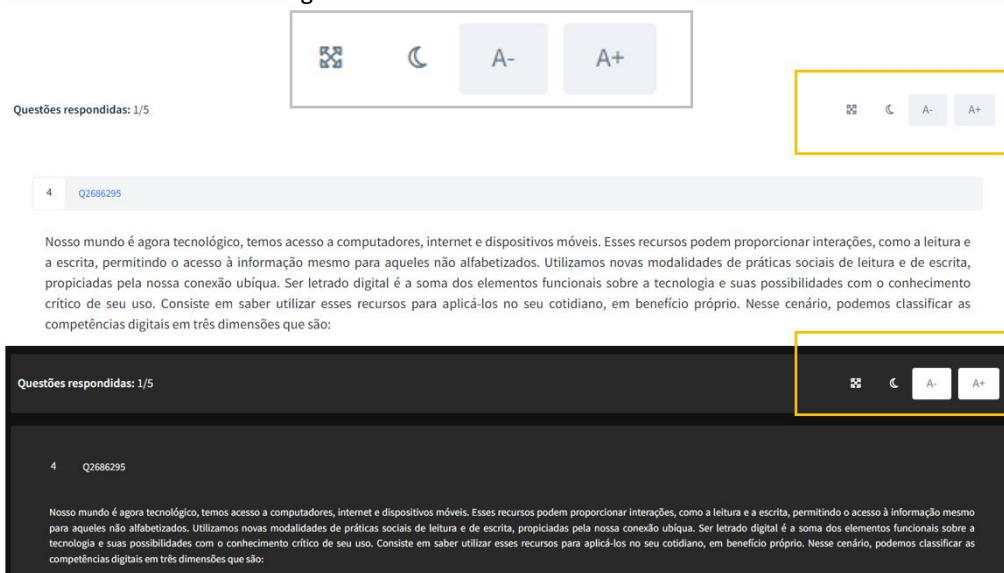 A- A+
Questões respondidas: 1/5
A- A+
4 Q2686295
Nosso mundo é agora tecnológico, temos acesso a computadores, internet e dispositivos móveis. Esses recursos podem proporcionar interações, como a leitura e
a escrita, permitindo o acesso à informação mesmo para aqueles não alfabetizados. Utilizamos novas modalidades de práticas sociais de leitura e de escrita,
propiciadas pela nossa conexão ubíqua. Ser letrado digital é a soma dos elementos funcionais sobre a tecnologia e suas possibilidades com o conhecimento
crítico de seu uso. Consiste em saber utilizar esses recursos para aplicá-los no seu cotidiano, em benefício próprio. Nesse cenário, podemos classificar as
competências digitais em três dimensões que são:
Questões respondidas: 1/5
A- A+
4 Q2686295
Nosso mundo é agora tecnológico, temos acesso a computadores, internet e dispositivos móveis. Esses recursos podem proporcionar interações, como a leitura e a escrita, permitindo o acesso à informação mesmo
para aqueles não alfabetizados. Utilizamos novas modalidades de práticas sociais de leitura e de escrita, propiciadas pela nossa conexão ubíqua. Ser letrado digital é a soma dos elementos funcionais sobre a
tecnologia e suas possibilidades com o conhecimento crítico de seu uso. Consiste em saber utilizar esses recursos para aplicá-los no seu cotidiano, em benefício próprio. Nesse cenário, podemos classificar as
competências digitais em três dimensões que são: